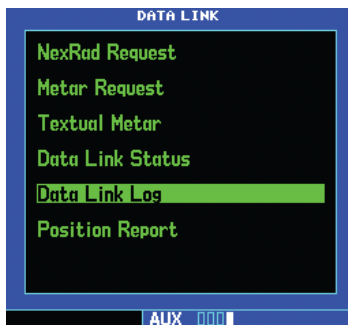 DATA LINK
NexRad Request
Metar Request
Textual Metar
Data Link Status
Data Link Log
Position Report
AUX